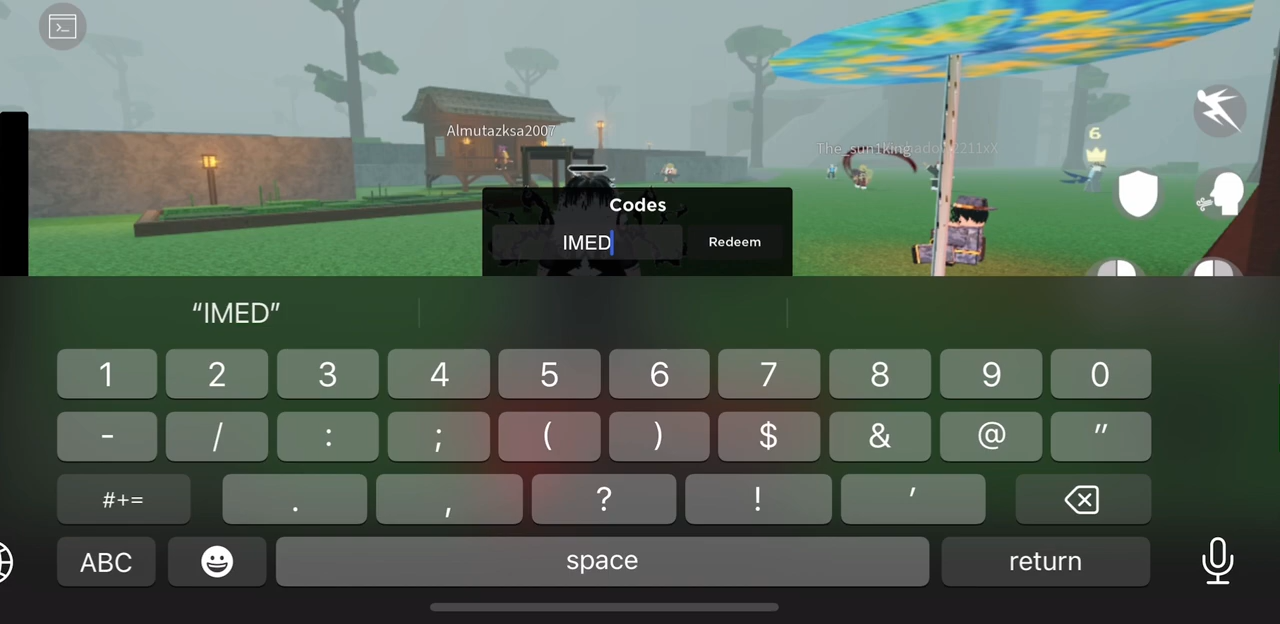 Almutazksa2007
6
The_sun1king
Codes
IMED
Redeem
“IMED”
1 2 3 4 5 6 7 8 9 0
- / : ; ( ) $ & @ ”
#+= . , ? ! ’
ABC space return